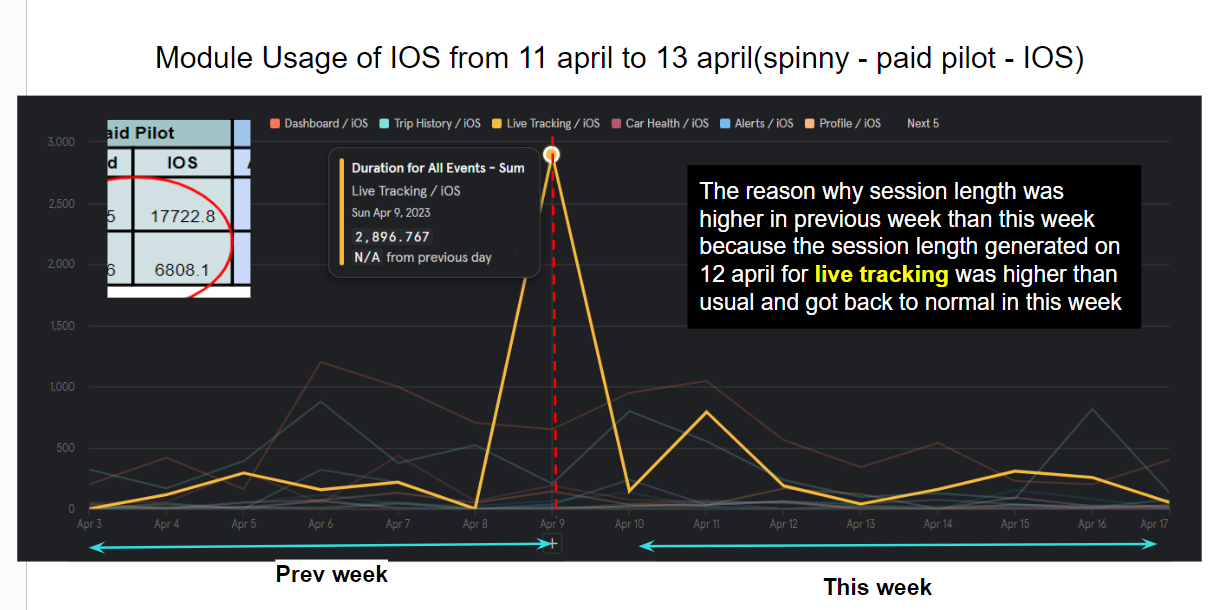 Module Usage of IOS from 11 april to 13 april(spinny - paid pilot - IOS)
aid Pilot
d IOS
5 17722.8
6 6808.1
Dashboard / iOS Trip History / iOS Live Tracking / iOS Car Health / iOS Alerts / iOS Profile / iOS Next 5
Duration for All Events - Sum
Live Tracking / iOS
Sun Apr 9, 2023
2,896.767
N/A from previous day
The reason why session length was
higher in previous week than this week
because the session length generated on
12 april for live tracking was higher than
usual and got back to normal in this week
3,000
2,500
2,000
1,500
1,000
500
0
Apr 3 Apr 4 Apr 5 Apr 6 Apr 7 Apr 8 Apr 9 Apr 10 Apr 11 Apr 12 Apr 13 Apr 14 Apr 15 Apr 16 Apr 17
+
Prev week
This week